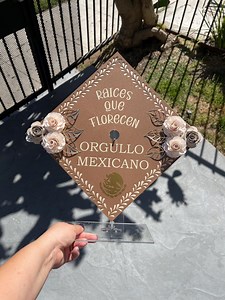 RAÍCES
QUE
FLORECEN
ORGULLO
MEXICANO